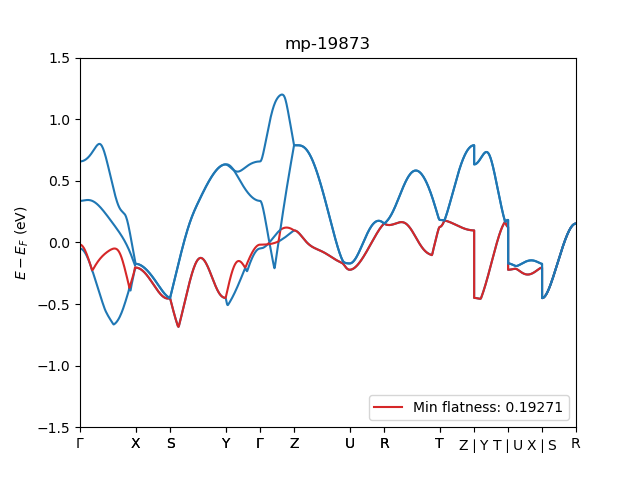 mp-19873
1.5
1.0
0.5
0.0
−0.5
−1.0
−1.5
E − E_F (eV)
Min flatness: 0.19271
Γ X S Y Γ Z U R T Z | Y T | U X | S R